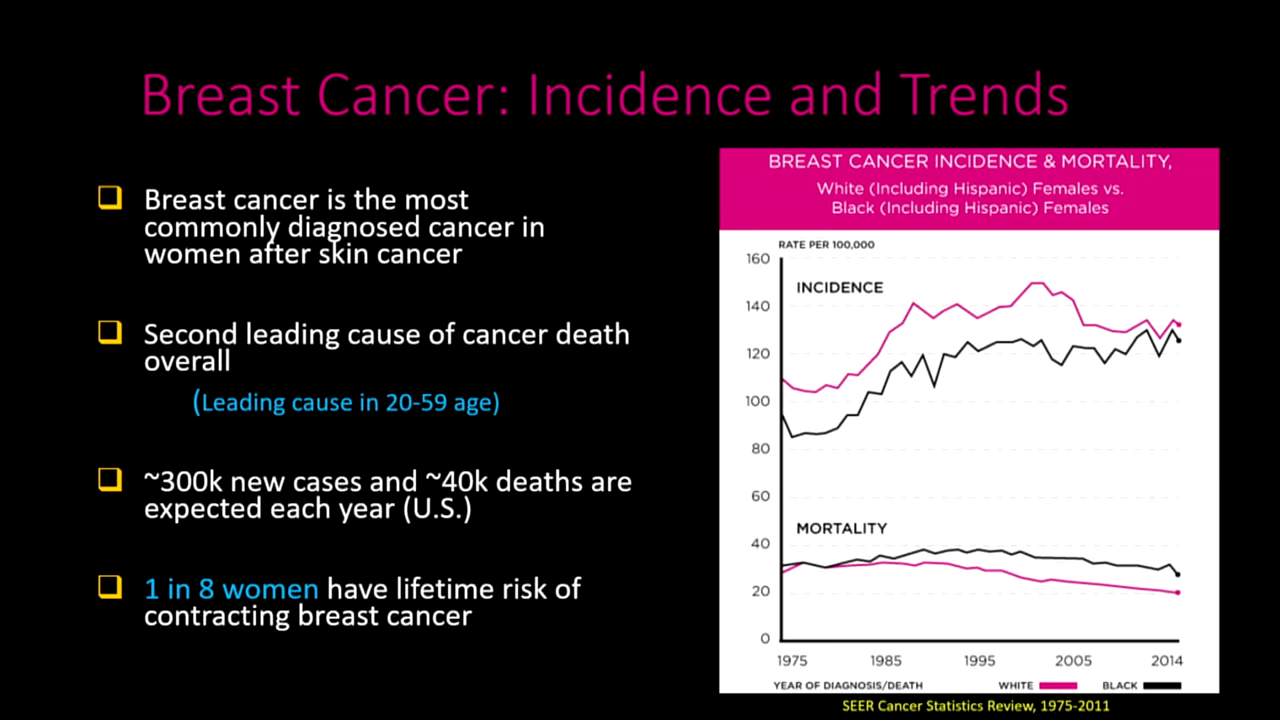 Breast Cancer: Incidence and Trends
Breast cancer is the most
commonly diagnosed cancer in
women after skin cancer
Second leading cause of cancer death
overall
(Leading cause in 20-59 age)
~300k new cases and ~40k deaths are
expected each year (U.S.)
1 in 8 women have lifetime risk of
contracting breast cancer
BREAST CANCER INCIDENCE & MORTALITY,
White (Including Hispanic) Females vs.
Black (Including Hispanic) Females
RATE PER 100,000
160
INCIDENCE
140
120
100
80
60
MORTALITY
40
20
0
1975 1985 1995 2005 2014
YEAR OF DIAGNOSIS/DEATH WHITE BLACK
SEER Cancer Statistics Review, 1975-2011